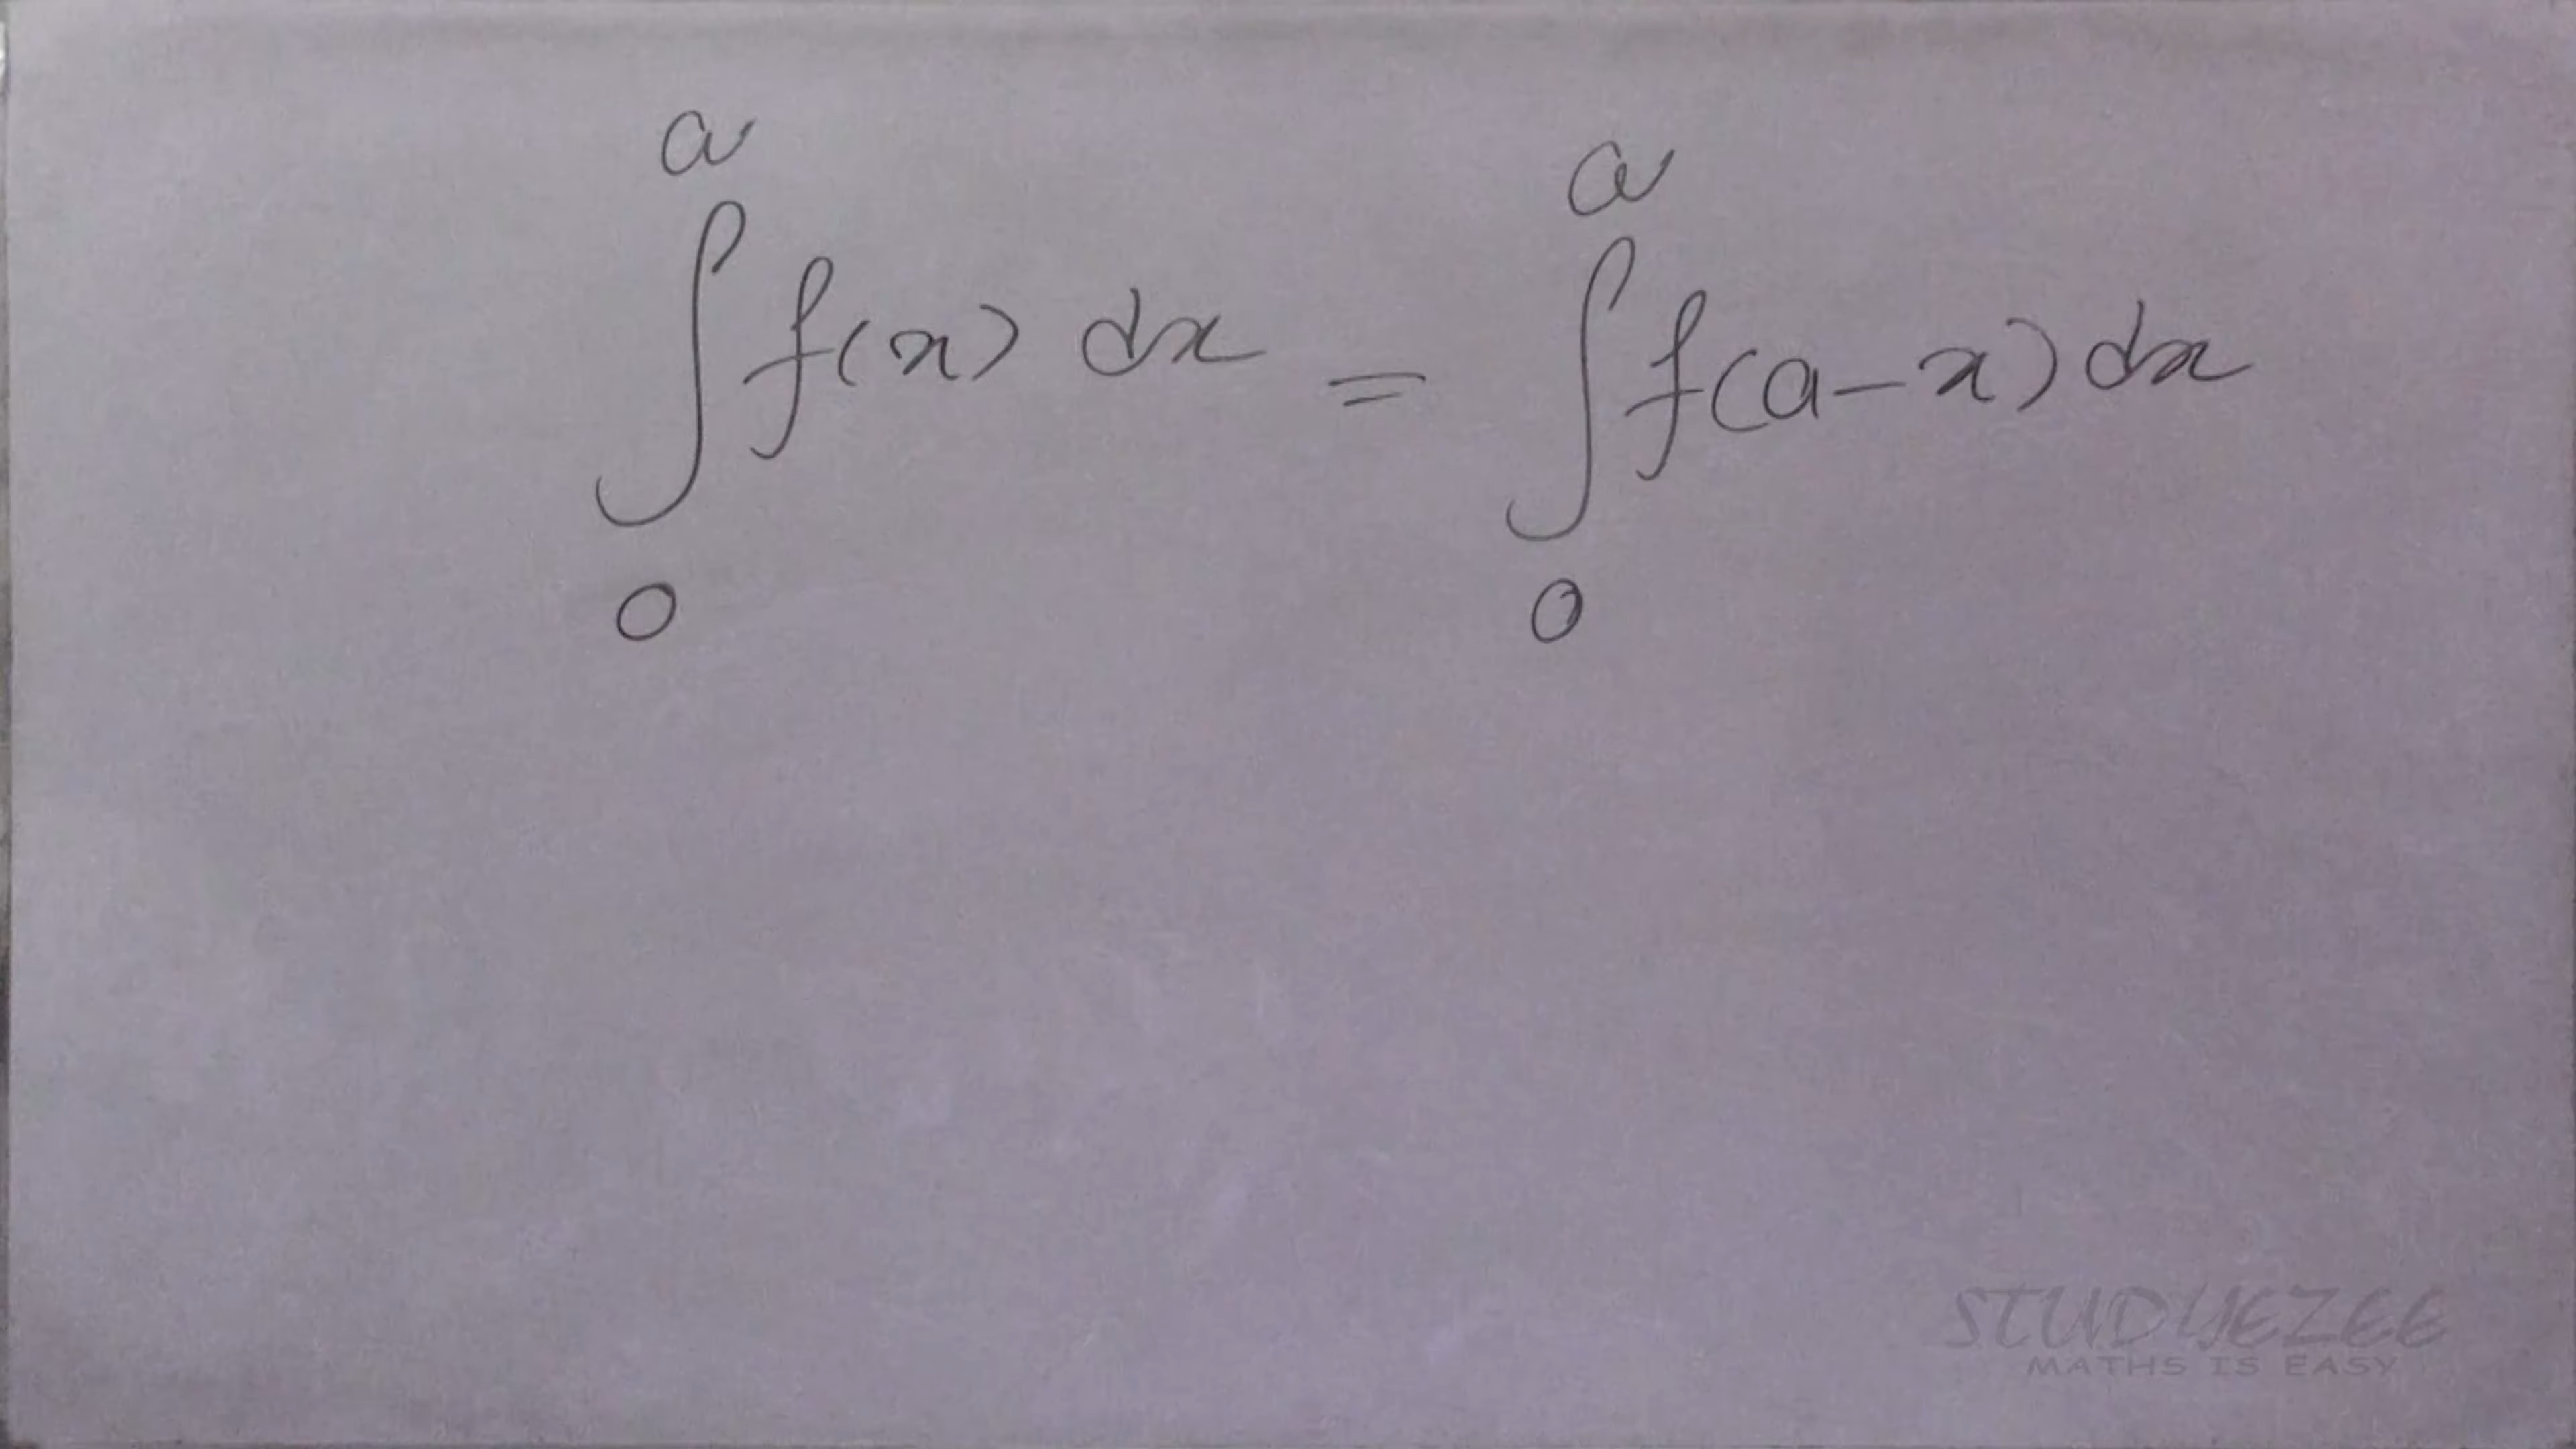 ∫₀ᵃ f(x) dx = ∫₀ᵃ f(a-x) dx
STUDYEZEE
MATHS IS EASY